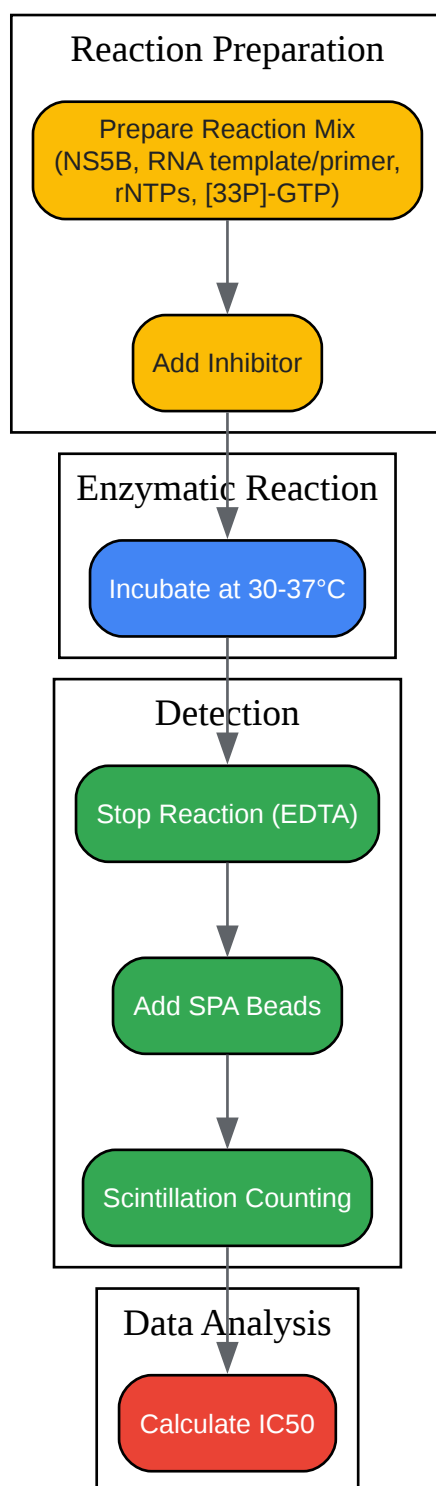 Reaction Preparation
Prepare Reaction Mix
(NS5B, RNA template/primer,
rNTPs, [33P]-GTP)
Add Inhibitor
Enzymatic Reaction
Incubate at 30-37°C
Detection
Stop Reaction (EDTA)
Add SPA Beads
Scintillation Counting
Data Analysis
Calculate IC50